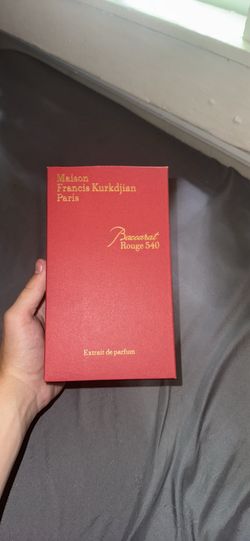 Maison
Francis Kurkdjian
Paris
Baccarat
Rouge 540
Extrait de parfum